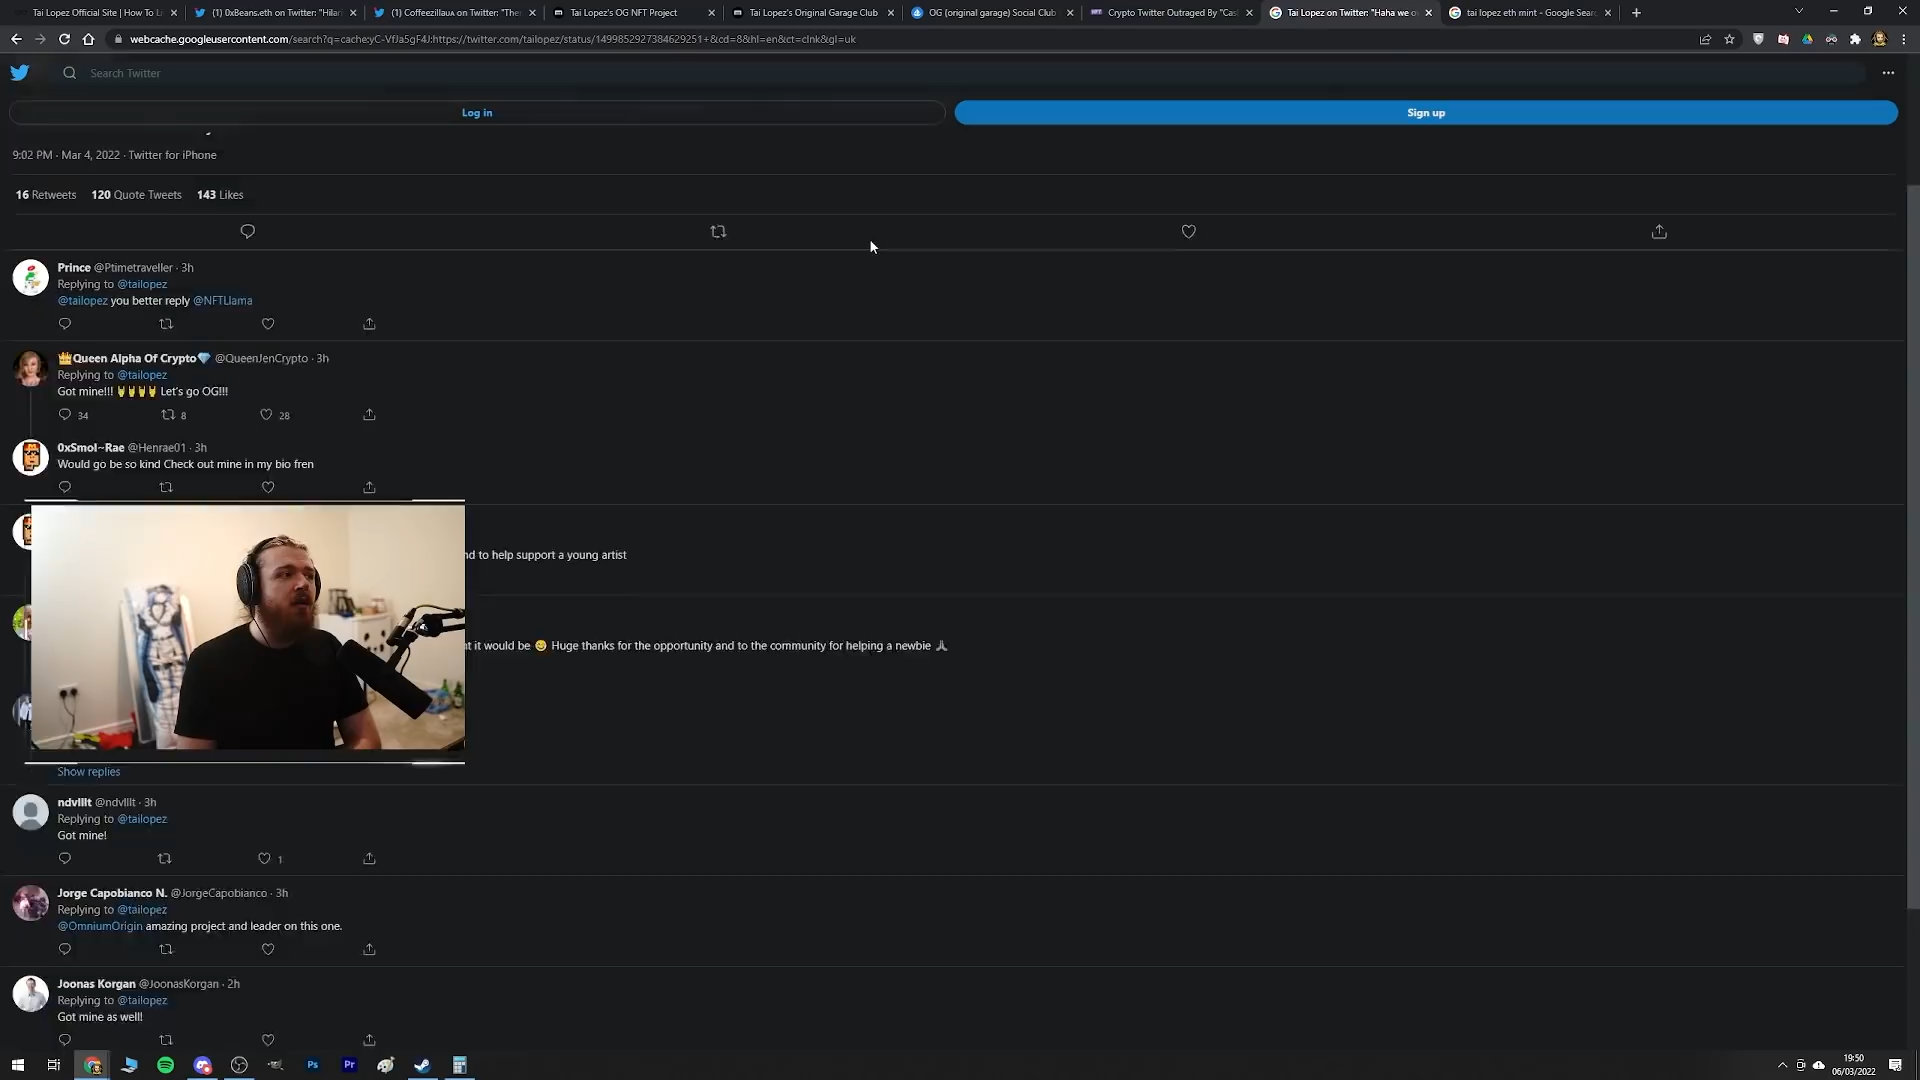 Tai Lopez Official Site | How To Li
(1) 0xBeans.eth on Twitter: "Hilar
(1) Coffeezillaix on Twitter: "The
Tai Lopez's OG NFT Project
Tai Lopez's Original Garage Club
OG (original garage) Social Club
Crypto Twitter Outraged By "Cas
Tai Lopez on Twitter: "Haha we o
tai lopez eth mint - Google Sear
webcache.googleusercontent.com/search?q=cache:yC-VfJa5gF4J:https://twitter.com/tailopez/status/1499852927384629251+&cd=8&hl=en&ct=clnk&gl=uk
Search Twitter
Log in
Sign up
9:02 PM · Mar 4, 2022 · Twitter for iPhone
16 Retweets 120 Quote Tweets 143 Likes
Prince @Ptimetraveller · 3h
Replying to @tailopez
@tailopez you better reply @NFTLlama
👑Queen Alpha Of Crypto💎 @QueenJenCrypto · 3h
Replying to @tailopez
Got mine!!! 🤘🤘🤘🤘 Let's go OG!!!
34 8 28
0xSmol~Rae @Henrae01 · 3h
Would go be so kind Check out mine in my bio fren
nd to help support a young artist
it would be 😅 Huge thanks for the opportunity and to the community for helping a newbie 🙏
Show replies
ndvlllt @ndvlllt · 3h
Replying to @tailopez
Got mine!
1
Jorge Capobianco N. @JorgeCapobianco · 3h
Replying to @tailopez
@OmniumOrigin amazing project and leader on this one.
Joonas Korgan @JoonasKorgan · 2h
Replying to @tailopez
Got mine as well!
Ps
Pr
19:50
06/03/2022